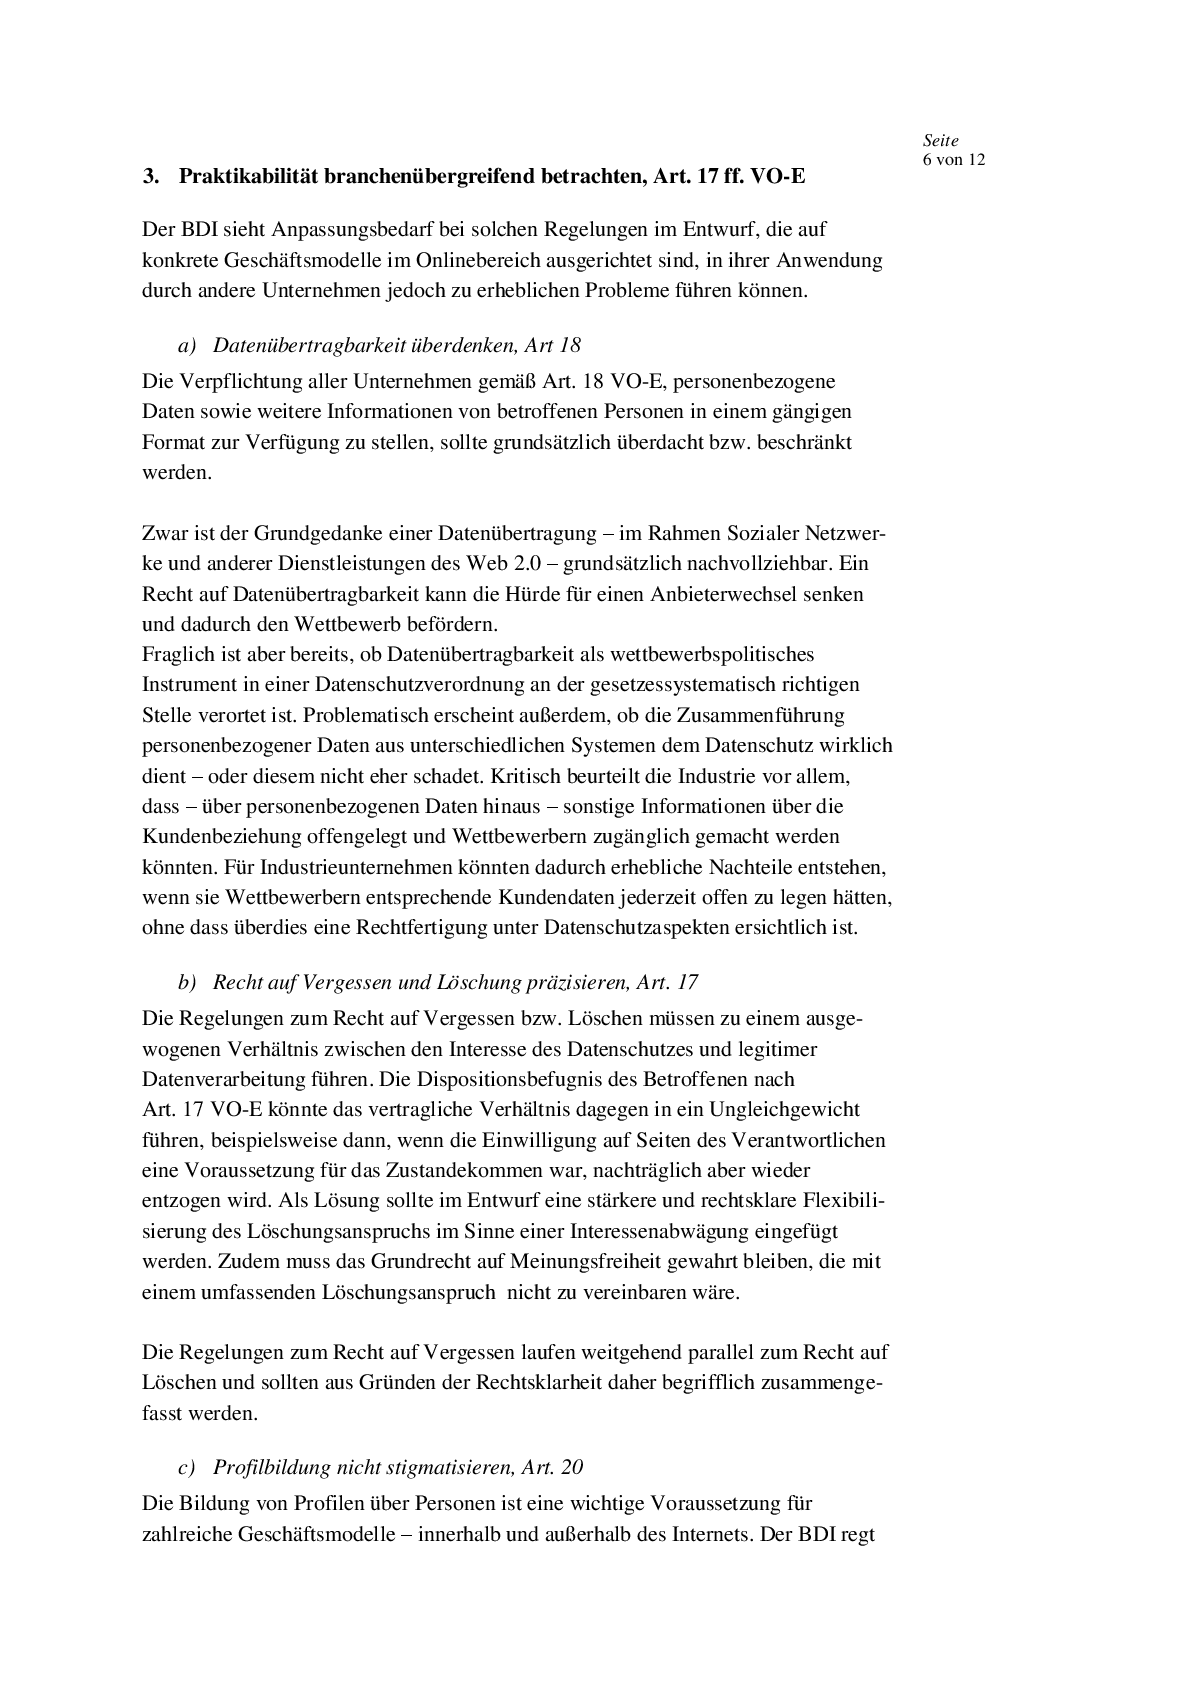 Seite
6 von 12
3. Praktikabilität branchenübergreifend betrachten, Art. 17 ff. VO-E
Der BDI sieht Anpassungsbedarf bei solchen Regelungen im Entwurf, die auf
konkrete Geschäftsmodelle im Onlinebereich ausgerichtet sind, in ihrer Anwendung
durch andere Unternehmen jedoch zu erheblichen Probleme führen können.
a) Datenübertragbarkeit überdenken, Art 18
Die Verpflichtung aller Unternehmen gemäß Art. 18 VO-E, personenbezogene
Daten sowie weitere Informationen von betroffenen Personen in einem gängigen
Format zur Verfügung zu stellen, sollte grundsätzlich überdacht bzw. beschränkt
werden.
Zwar ist der Grundgedanke einer Datenübertragung – im Rahmen Sozialer Netzwer-
ke und anderer Dienstleistungen des Web 2.0 – grundsätzlich nachvollziehbar. Ein
Recht auf Datenübertragbarkeit kann die Hürde für einen Anbieterwechsel senken
und dadurch den Wettbewerb befördern.
Fraglich ist aber bereits, ob Datenübertragbarkeit als wettbewerbspolitisches
Instrument in einer Datenschutzverordnung an der gesetzessystematisch richtigen
Stelle verortet ist. Problematisch erscheint außerdem, ob die Zusammenführung
personenbezogener Daten aus unterschiedlichen Systemen dem Datenschutz wirklich
dient – oder diesem nicht eher schadet. Kritisch beurteilt die Industrie vor allem,
dass – über personenbezogenen Daten hinaus – sonstige Informationen über die
Kundenbeziehung offengelegt und Wettbewerbern zugänglich gemacht werden
könnten. Für Industrieunternehmen könnten dadurch erhebliche Nachteile entstehen,
wenn sie Wettbewerbern entsprechende Kundendaten jederzeit offen zu legen hätten,
ohne dass überdies eine Rechtfertigung unter Datenschutzaspekten ersichtlich ist.
b) Recht auf Vergessen und Löschung präzisieren, Art. 17
Die Regelungen zum Recht auf Vergessen bzw. Löschen müssen zu einem ausge-
wogenen Verhältnis zwischen den Interesse des Datenschutzes und legitimer
Datenverarbeitung führen. Die Dispositionsbefugnis des Betroffenen nach
Art. 17 VO-E könnte das vertragliche Verhältnis dagegen in ein Ungleichgewicht
führen, beispielsweise dann, wenn die Einwilligung auf Seiten des Verantwortlichen
eine Voraussetzung für das Zustandekommen war, nachträglich aber wieder
entzogen wird. Als Lösung sollte im Entwurf eine stärkere und rechtsklare Flexibili-
sierung des Löschungsanspruchs im Sinne einer Interessenabwägung eingefügt
werden. Zudem muss das Grundrecht auf Meinungsfreiheit gewahrt bleiben, die mit
einem umfassenden Löschungsanspruch nicht zu vereinbaren wäre.
Die Regelungen zum Recht auf Vergessen laufen weitgehend parallel zum Recht auf
Löschen und sollten aus Gründen der Rechtsklarheit daher begrifflich zusammenge-
fasst werden.
c) Profilbildung nicht stigmatisieren, Art. 20
Die Bildung von Profilen über Personen ist eine wichtige Voraussetzung für
zahlreiche Geschäftsmodelle – innerhalb und außerhalb des Internets. Der BDI regt